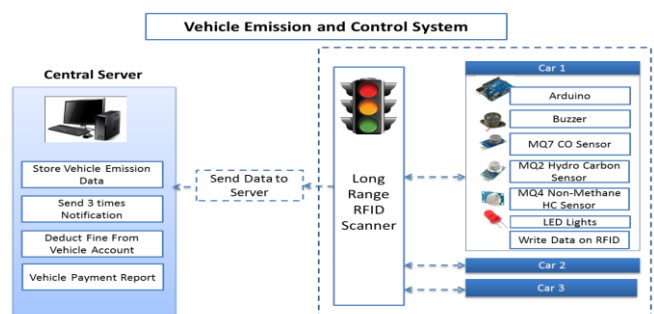 Vehicle Emission and Control System
Central Server
Store Vehicle Emission
Data
Send 3 times
Notification
Deduct Fine From
Vehicle Account
Vehicle Payment Report
Send Data to
Server
Long
Range
RFID
Scanner
Car 1
Arduino
Buzzer
MQ7 CO Sensor
MQ2 Hydro Carbon
Sensor
MQ4 Non-Methane
HC Sensor
LED Lights
Write Data on RFID
Car 2
Car 3